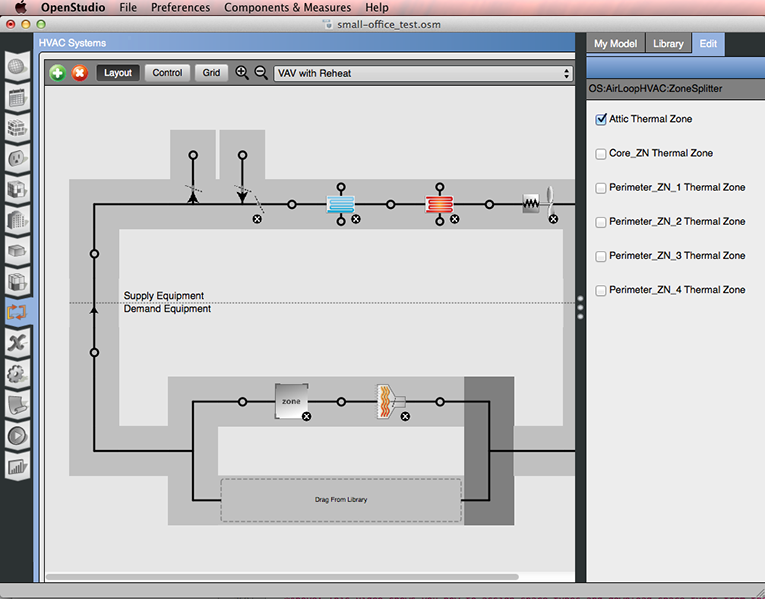 OpenStudio File Preferences Components & Measures Help
small-office_test.osm
HVAC Systems
My Model Library Edit
Layout Control Grid VAV with Reheat
OS:AirLoopHVAC:ZoneSplitter
Attic Thermal Zone
Core_ZN Thermal Zone
Perimeter_ZN_1 Thermal Zone
Perimeter_ZN_2 Thermal Zone
Perimeter_ZN_3 Thermal Zone
Perimeter_ZN_4 Thermal Zone
Supply Equipment
Demand Equipment
zone
Drag From Library